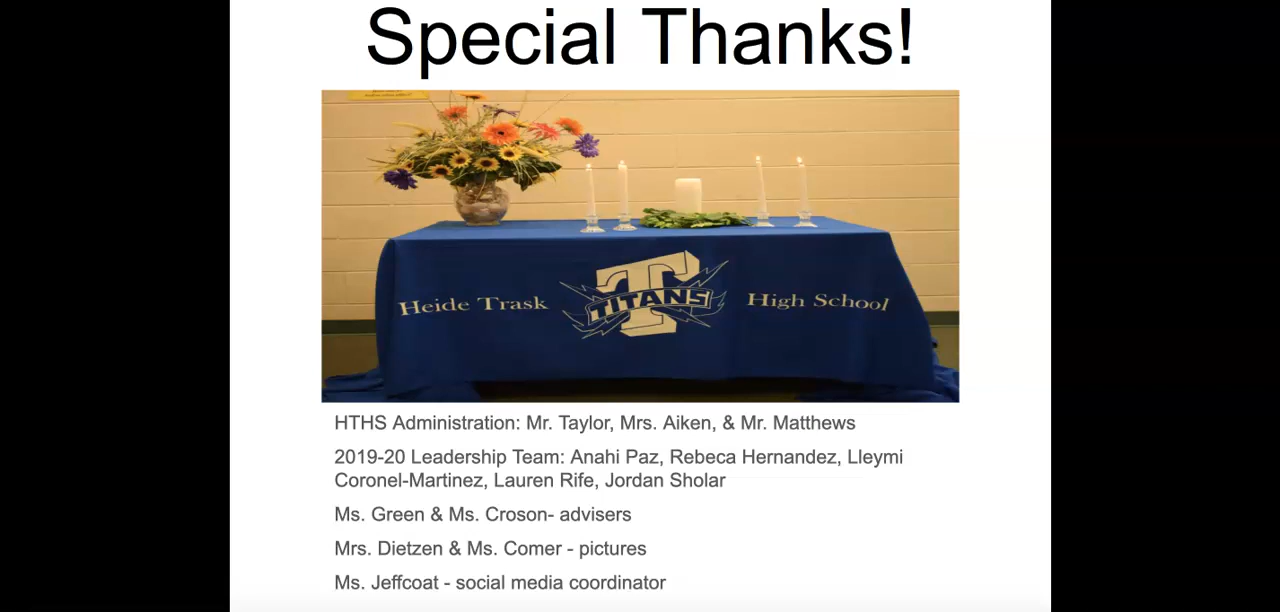 Special Thanks!
Heide Trask
TITANS
High School
HTHS Administration: Mr. Taylor, Mrs. Aiken, & Mr. Matthews
2019-20 Leadership Team: Anahi Paz, Rebeca Hernandez, Lleymi
Coronel-Martinez, Lauren Rife, Jordan Sholar
Ms. Green & Ms. Croson- advisers
Mrs. Dietzen & Ms. Comer - pictures
Ms. Jeffcoat - social media coordinator